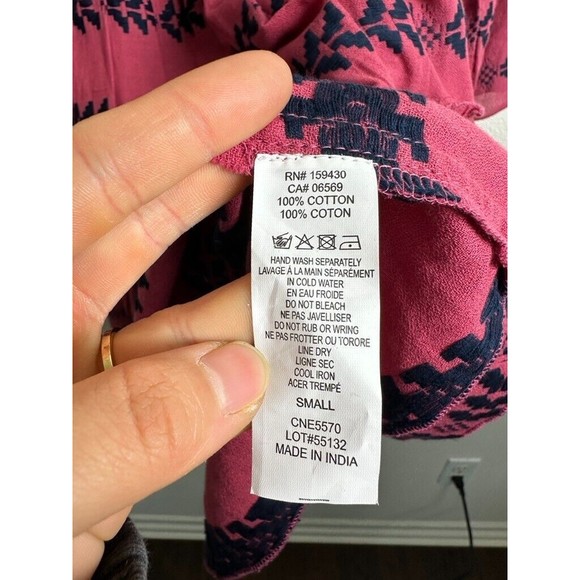 RN# 159430
CA# 06569
100% COTTON
100% COTON
HAND WASH SEPARATELY
LAVAGE À LA MAIN SÉPARÉMENT
IN COLD WATER
EN EAU FROIDE
DO NOT BLEACH
NE PAS JAVELLISER
DO NOT RUB OR WRING
NE PAS FROTTER OU TORORE
LINE DRY
LIGNE SEC
COOL IRON
ACER TREMPÉ
SMALL
CNE5570
LOT#55132
MADE IN INDIA